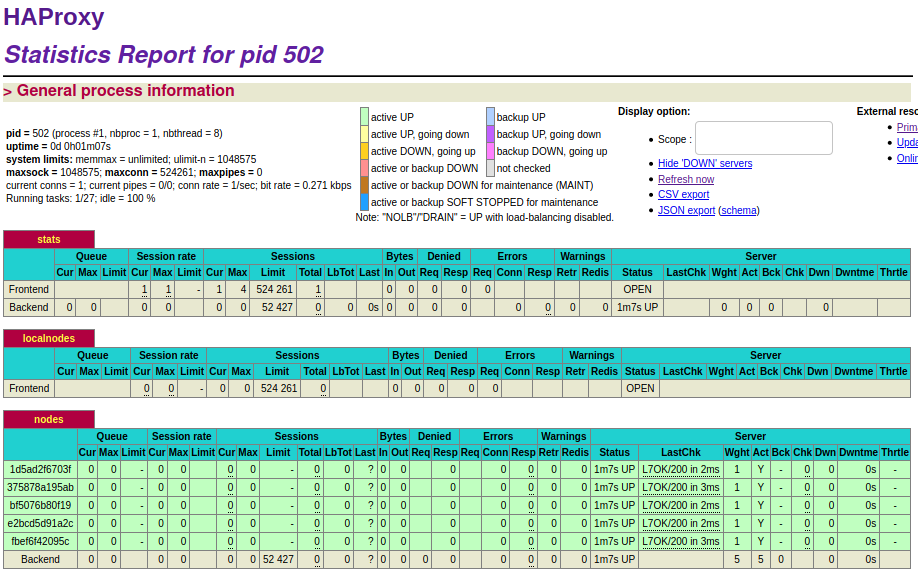 HAProxy
Statistics Report for pid 502
> General process information
pid = 502 (process #1, nbproc = 1, nbthread = 8)
uptime = 0d 0h01m07s
system limits: memmax = unlimited; ulimit-n = 1048575
maxsock = 1048575; maxconn = 524261; maxpipes = 0
current conns = 1; current pipes = 0/0; conn rate = 1/sec; bit rate = 0.271 kbps
Running tasks: 1/27; idle = 100 %
active UP
backup UP
active UP, going down
backup UP, going down
active DOWN, going up
backup DOWN, going up
active or backup DOWN
not checked
active or backup DOWN for maintenance (MAINT)
active or backup SOFT STOPPED for maintenance
Note: "NOLB"/"DRAIN" = UP with load-balancing disabled.
Display option:
Scope :
Hide 'DOWN' servers
Refresh now
CSV export
JSON export (schema)
External reso
Prim
Upda
Onlin
stats
Queue Session rate Sessions Bytes Denied Errors Warnings Server
Cur Max Limit Cur Max Limit Cur Max Limit Total LbTot Last In Out Req Resp Req Conn Resp Retr Redis Status LastChk Wght Act Bck Chk Dwn Dwntme Thrtle
Frontend 1 1 - 1 4 524 261 1 0 0 0 0 0 OPEN
Backend 0 0 0 0 0 0 52 427 0 0 0s 0 0 0 0 0 0 0 0 1m7s UP 0 0 0 0
localnodes
Queue Session rate Sessions Bytes Denied Errors Warnings Server
Cur Max Limit Cur Max Limit Cur Max Limit Total LbTot Last In Out Req Resp Req Conn Resp Retr Redis Status LastChk Wght Act Bck Chk Dwn Dwntme Thrtle
Frontend 0 0 - 0 0 524 261 0 0 0 0 0 0 OPEN
nodes
Queue Session rate Sessions Bytes Denied Errors Warnings Server
Cur Max Limit Cur Max Limit Cur Max Limit Total LbTot Last In Out Req Resp Req Conn Resp Retr Redis Status LastChk Wght Act Bck Chk Dwn Dwntme Thrtle
1d5ad2f6703f 0 0 - 0 0 0 0 - 0 0 ? 0 0 0 0 0 0 0 1m7s UP L7OK/200 in 2ms 1 Y - 0 0 0s -
375878a195ab 0 0 - 0 0 0 0 - 0 0 ? 0 0 0 0 0 0 0 1m7s UP L7OK/200 in 3ms 1 Y - 0 0 0s -
bf5076b80f19 0 0 - 0 0 0 0 - 0 0 ? 0 0 0 0 0 0 0 1m7s UP L7OK/200 in 2ms 1 Y - 0 0 0s -
e2bcd5d91a2c 0 0 - 0 0 0 0 - 0 0 ? 0 0 0 0 0 0 0 1m7s UP L7OK/200 in 2ms 1 Y - 0 0 0s -
fbef6f42095c 0 0 - 0 0 0 0 - 0 0 ? 0 0 0 0 0 0 0 1m7s UP L7OK/200 in 3ms 1 Y - 0 0 0s -
Backend 0 0 0 0 0 0 52 427 0 0 ? 0 0 0 0 0 0 0 0 1m7s UP 5 5 0 0 0s